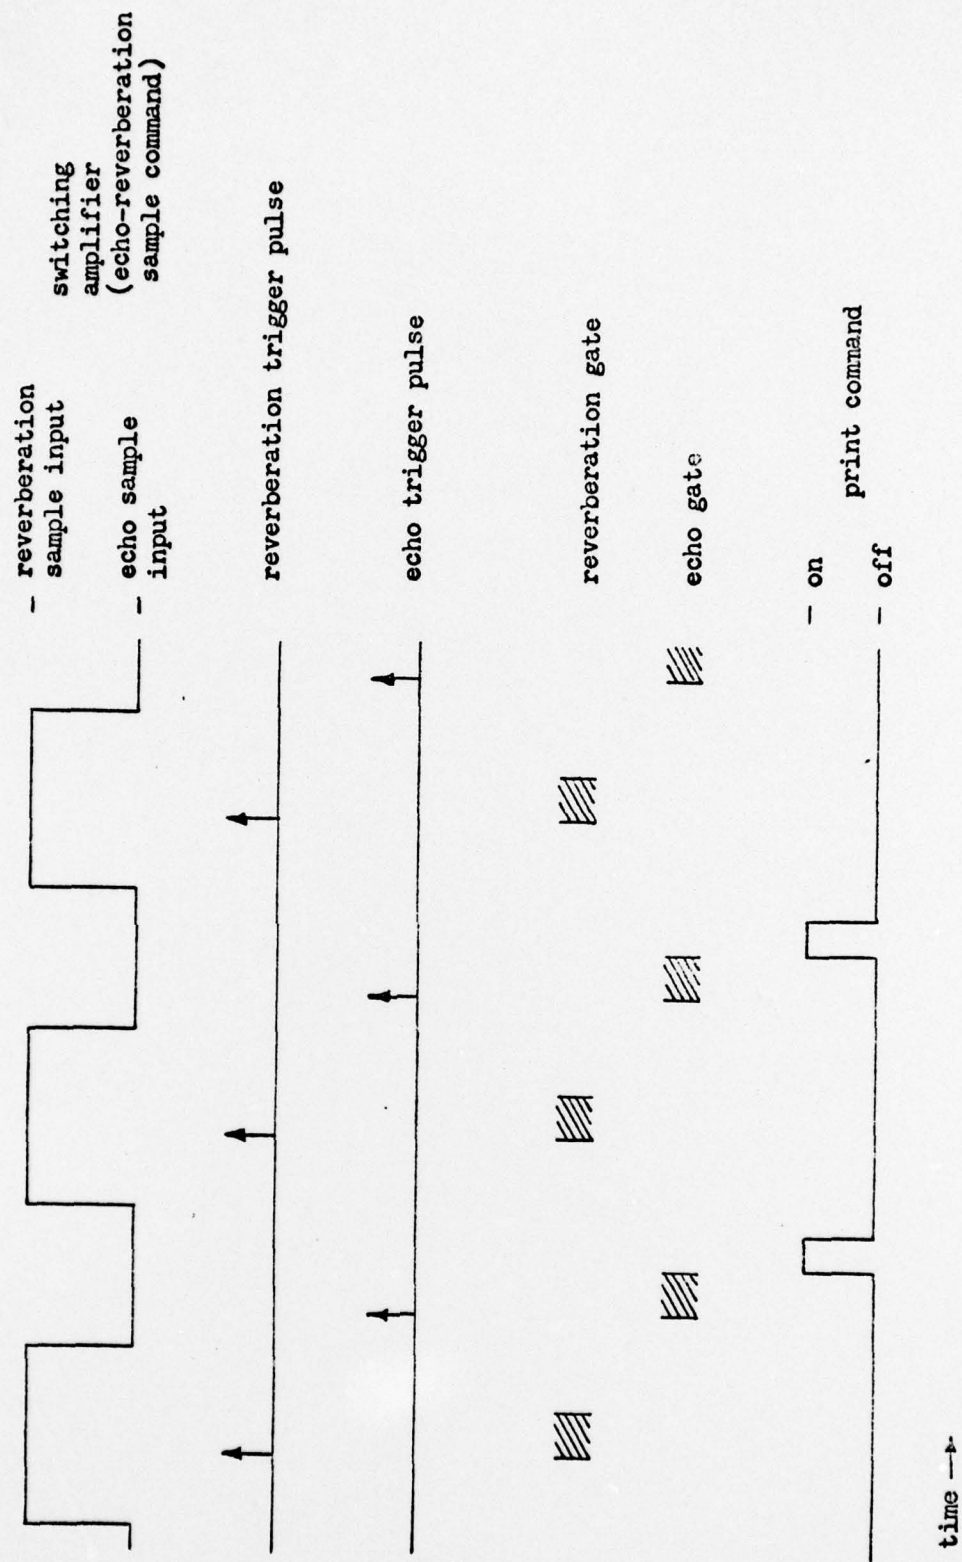 – reverberation
sample input
– echo sample
input
switching
amplifier
(echo-reverberation
sample command)
reverberation trigger pulse
echo trigger pulse
reverberation gate
echo gate
– on
– off
print command
time →